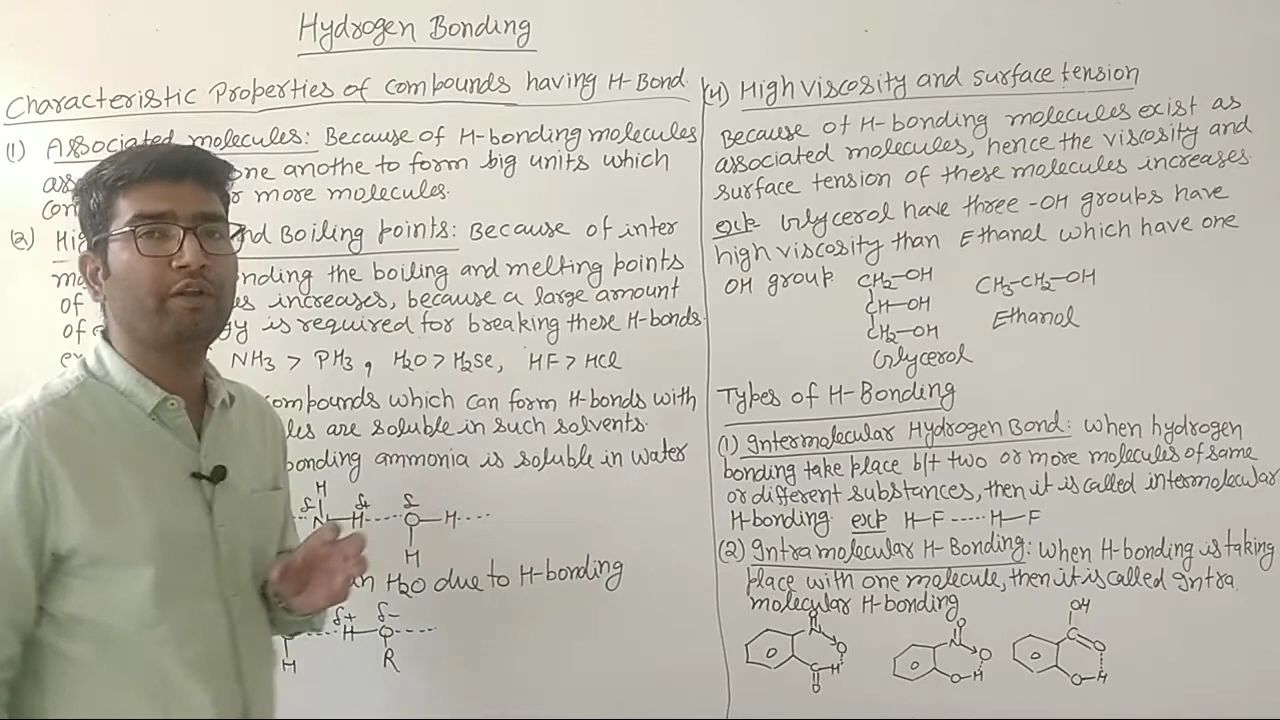 Hydrogen Bonding
Characteristic Properties of compounds having H-Bond.
(1) Associated molecules: Because of H-bonding molecules
one anothe to form big units which
or more molecules.
(2) and Boiling points: Because of inter
nding the boiling and melting points
of increases, because a large amount
of gy is required for breaking these H-bonds.
NH3 > PH3, H2O > H2Se, HF > HCl
ompounds which can form H-bonds with
les are soluble in such solvents.
bonding ammonia is soluble in water
H
δ- δ+ δ
N—H----O—H----
H
in H2O due to H-bonding
δ+ δ-
O----H—O----
H R
(4) High viscosity and surface tension
Because of H-bonding molecules exist as
associated molecules, hence the viscosity and
surface tension of these molecules increases.
Glycerol have three -OH groups have
high viscosity than Ethanol which have one
OH group.
CH2—OH CH3-CH2-OH
CH—OH Ethanol
CH2—OH
Glycerol
Types of H-Bonding
(1) Intermolecular Hydrogen Bond: when hydrogen
bonding take place b/t two or more molecules of same
or different substances, then it is called intermolecular
H-bonding. H-F-----H-F
(2) Intramolecular H-Bonding: when H-bonding is taking
place with one molecule, then it is called Intra
molecular H-bonding
O O OH
N N C
O O O
C—H O—H O—H
O